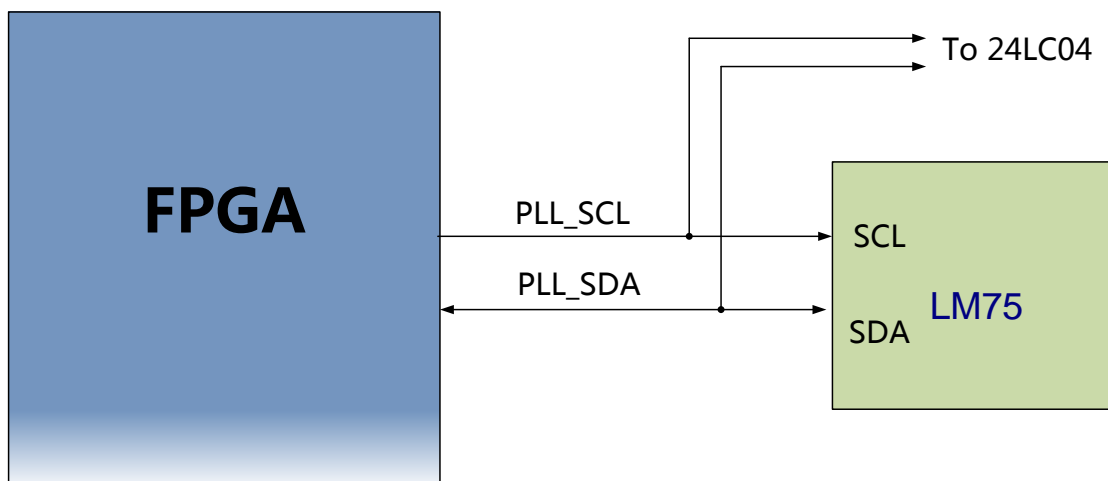 To 24LC04
FPGA
PLL_SCL
SCL
PLL_SDA
LM75
SDA